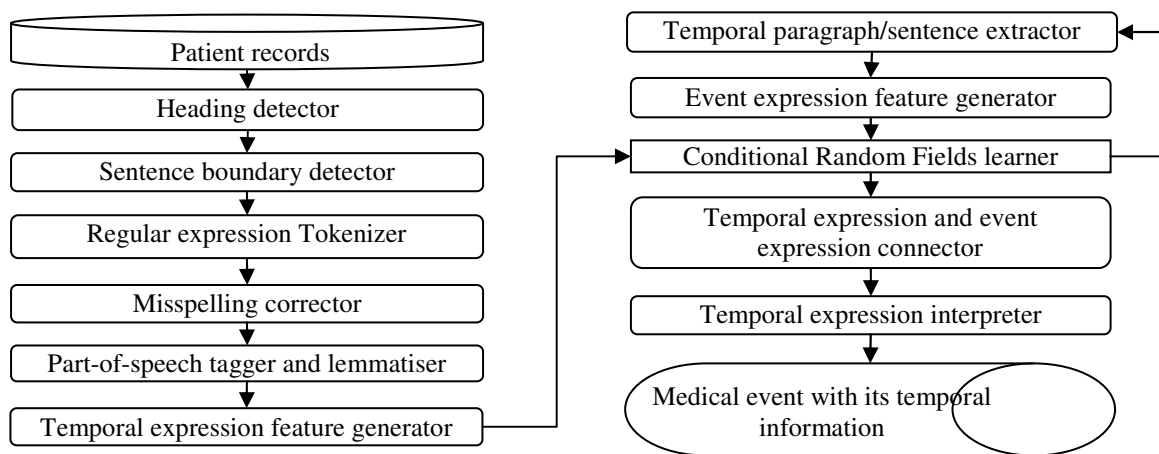 Patient records
Heading detector
Sentence boundary detector
Regular expression Tokenizer
Misspelling corrector
Part-of-speech tagger and lemmatiser
Temporal expression feature generator
Temporal paragraph/sentence extractor
Event expression feature generator
Conditional Random Fields learner
Temporal expression and event
expression connector
Temporal expression interpreter
Medical event with its temporal
information